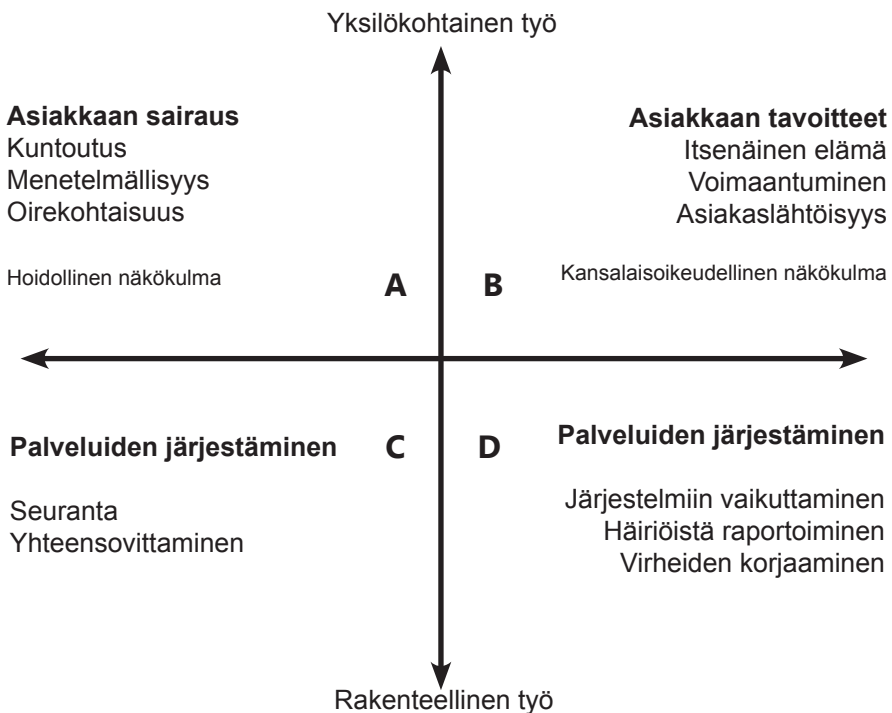 Yksilökohtainen työ
Asiakkaan sairaus
Kuntoutus
Menetelmällisyys
Oirekohtaisuus
Hoidollinen näkökulma
A
Asiakkaan tavoitteet
Itsenäinen elämä
Voimaantuminen
Asiakaslähtöisyys
Kansalaisoikeudellinen näkökulma
B
Palveluiden järjestäminen
C
Seuranta
Yhteensovittaminen
D
Palveluiden järjestäminen
Järjestelmiin vaikuttaminen
Häiriöistä raportoiminen
Virheiden korjaaminen
Rakenteellinen työ